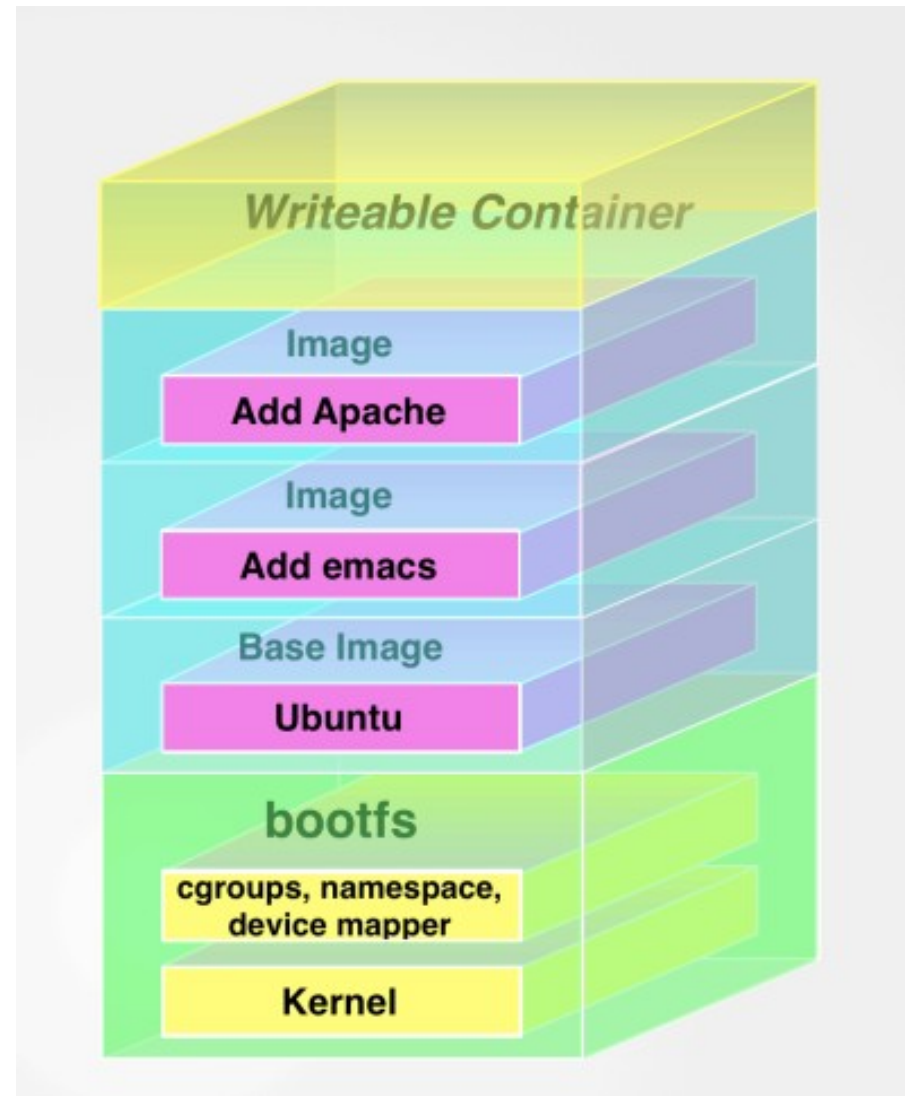 Writeable Container
Image
Add Apache
Image
Add emacs
Base Image
Ubuntu
bootfs
cgroups, namespace,
device mapper
Kernel